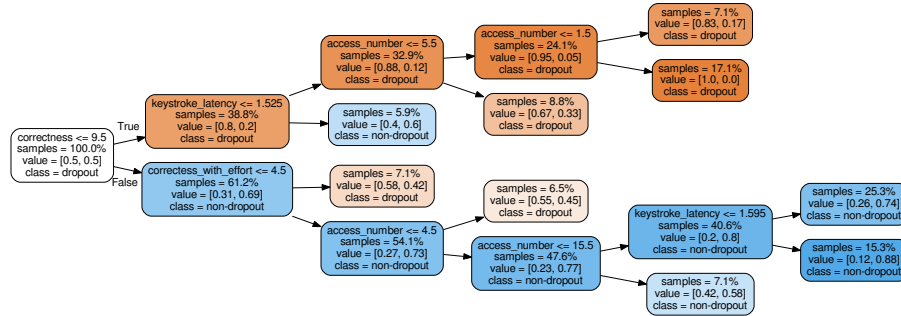 correctness <= 9.5
samples = 100.0%
value = [0.5, 0.5]
class = dropout
True
False
keystroke_latency <= 1.525
samples = 38.8%
value = [0.8, 0.2]
class = dropout
correctess_with_effort <= 4.5
samples = 61.2%
value = [0.31, 0.69]
class = non-dropout
access_number <= 5.5
samples = 32.9%
value = [0.88, 0.12]
class = dropout
samples = 5.9%
value = [0.4, 0.6]
class = non-dropout
samples = 7.1%
value = [0.58, 0.42]
class = dropout
access_number <= 4.5
samples = 54.1%
value = [0.27, 0.73]
class = non-dropout
access_number <= 1.5
samples = 24.1%
value = [0.95, 0.05]
class = dropout
samples = 8.8%
value = [0.67, 0.33]
class = dropout
samples = 6.5%
value = [0.55, 0.45]
class = dropout
access_number <= 15.5
samples = 47.6%
value = [0.23, 0.77]
class = non-dropout
samples = 7.1%
value = [0.83, 0.17]
class = dropout
samples = 17.1%
value = [1.0, 0.0]
class = dropout
keystroke_latency <= 1.595
samples = 40.6%
value = [0.2, 0.8]
class = non-dropout
samples = 7.1%
value = [0.42, 0.58]
class = non-dropout
samples = 25.3%
value = [0.26, 0.74]
class = non-dropout
samples = 15.3%
value = [0.12, 0.88]
class = non-dropout